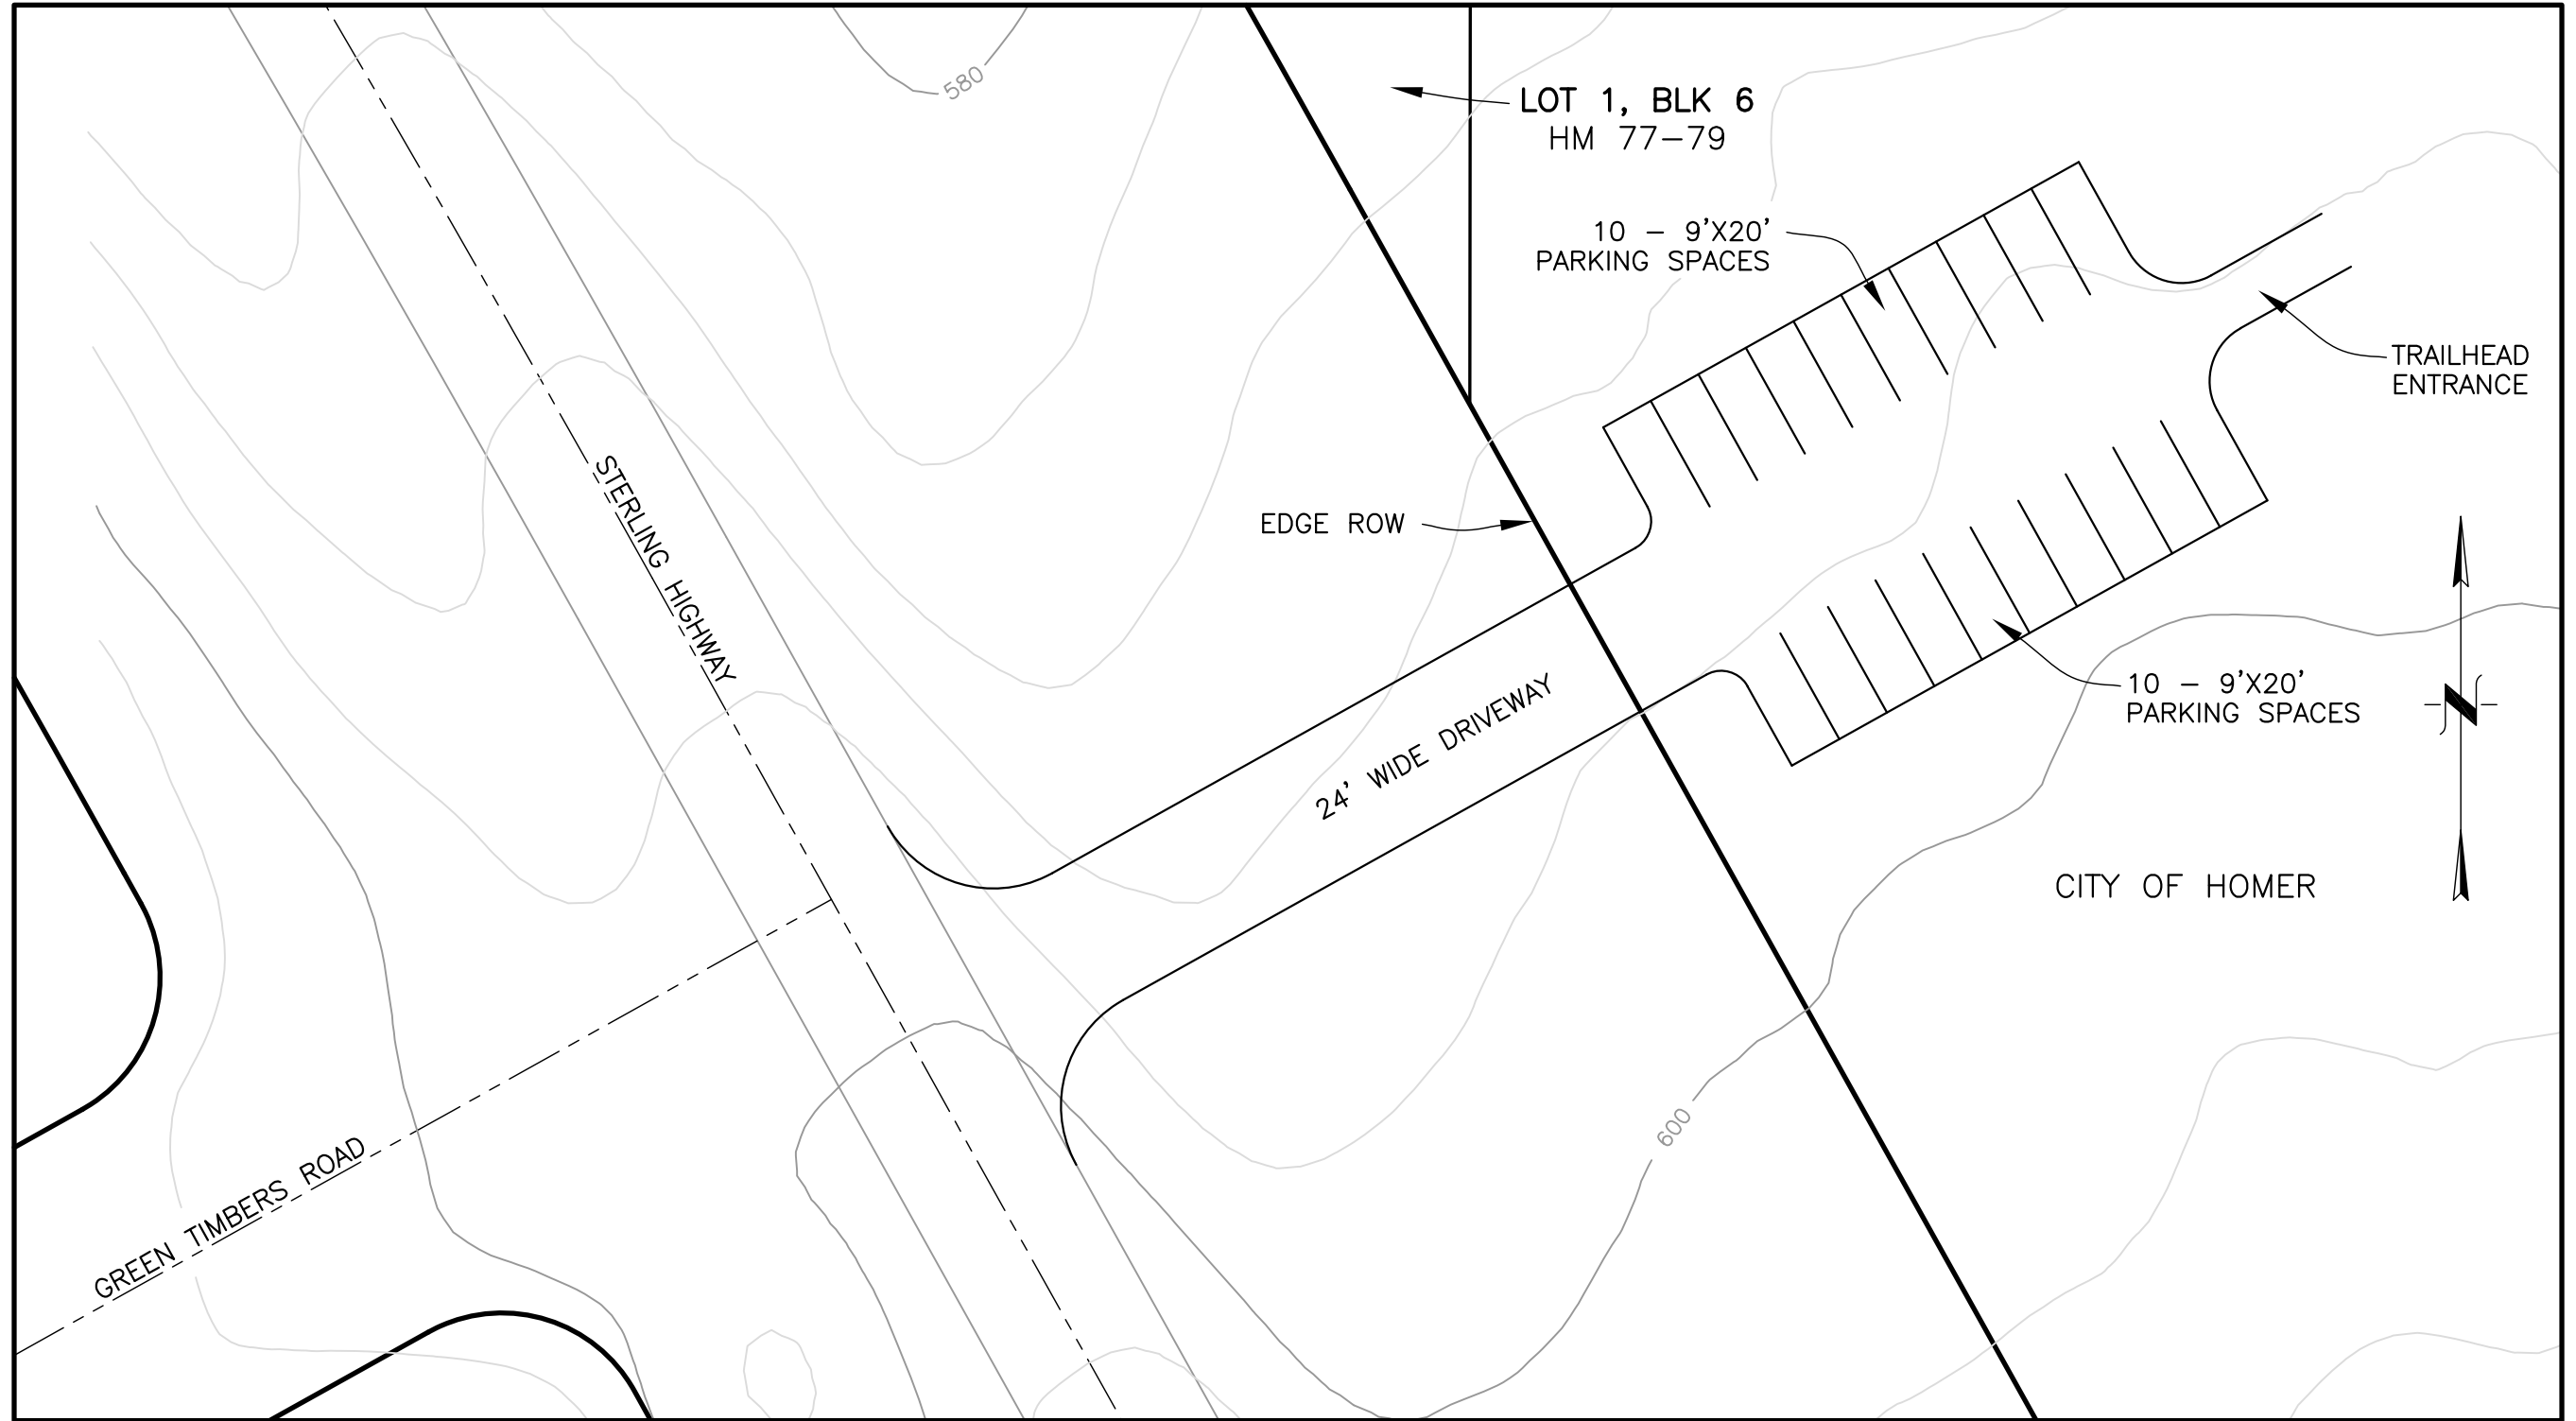 580
LOT 1, BLK 6
HM 77-79
10 - 9'X20'
PARKING SPACES
TRAILHEAD
ENTRANCE
STERLING HIGHWAY
EDGE ROW
24' WIDE DRIVEWAY
10 - 9'X20'
PARKING SPACES
N
CITY OF HOMER
600
GREEN TIMBERS ROAD